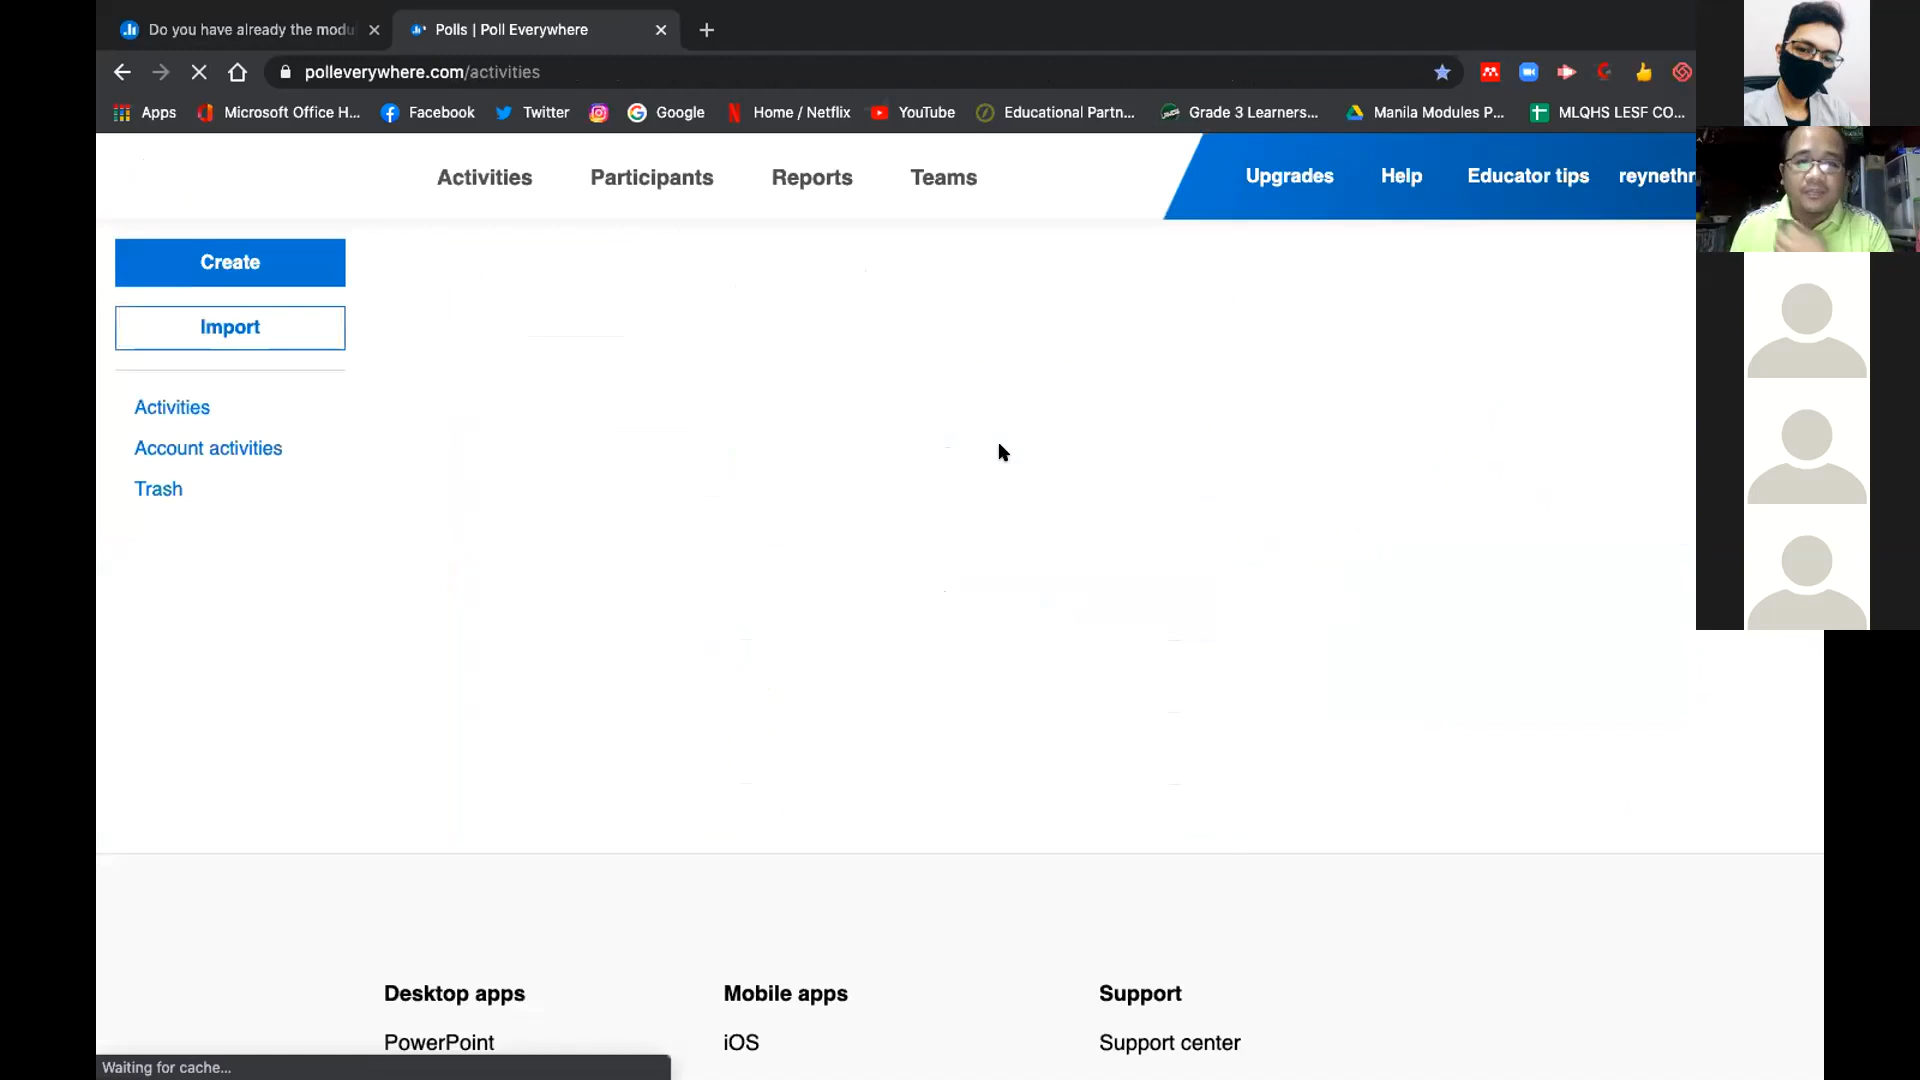 Do you have already the modu
Polls | Poll Everywhere
polleverywhere.com/activities
Apps
Microsoft Office H...
Facebook
Twitter
Google
Home / Netflix
YouTube
Educational Partn...
Grade 3 Learners...
Manila Modules P...
MLQHS LESF CO...
Activities
Participants
Reports
Teams
Upgrades
Help
Educator tips
reynethr
Create
Import
Activities
Account activities
Trash
Desktop apps
Mobile apps
Support
PowerPoint
iOS
Support center
Waiting for cache...